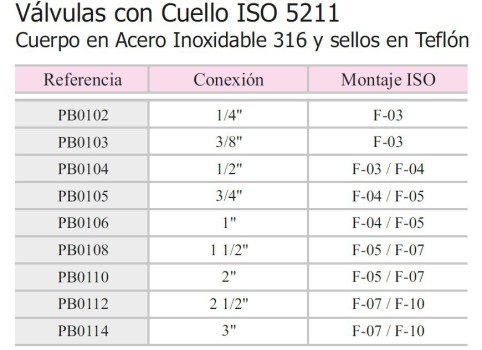 Válvulas con Cuello ISO 5211
Cuerpo en Acero Inoxidable 316 y sellos en Teflón
Referencia Conexión Montaje ISO
PB0102 1/4" F-03
PB0103 3/8" F-03
PB0104 1/2" F-03 / F-04
PB0105 3/4" F-04 / F-05
PB0106 1" F-04 / F-05
PB0108 1 1/2" F-05 / F-07
PB0110 2" F-05 / F-07
PB0112 2 1/2" F-07 / F-10
PB0114 3" F-07 / F-10